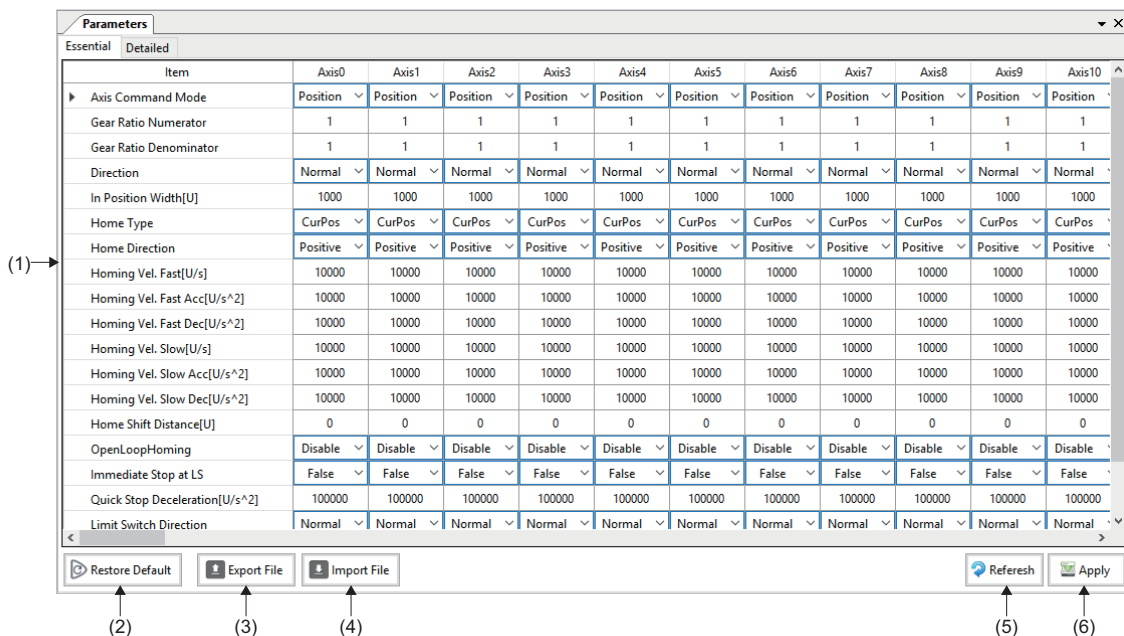 Parameters
Essential Detailed
Item Axis0 Axis1 Axis2 Axis3 Axis4 Axis5 Axis6 Axis7 Axis8 Axis9 Axis10
Axis Command Mode Position Position Position Position Position Position Position Position Position Position Position
Gear Ratio Numerator 1 1 1 1 1 1 1 1 1 1 1
Gear Ratio Denominator 1 1 1 1 1 1 1 1 1 1 1
Direction Normal Normal Normal Normal Normal Normal Normal Normal Normal Normal Normal
In Position Width[U] 1000 1000 1000 1000 1000 1000 1000 1000 1000 1000 1000
Home Type CurPos CurPos CurPos CurPos CurPos CurPos CurPos CurPos CurPos CurPos CurPos
Home Direction Positive Positive Positive Positive Positive Positive Positive Positive Positive Positive Positive
(1)
Homing Vel. Fast[U/s] 10000 10000 10000 10000 10000 10000 10000 10000 10000 10000 10000
Homing Vel. Fast Acc[U/s^2] 10000 10000 10000 10000 10000 10000 10000 10000 10000 10000 10000
Homing Vel. Fast Dec[U/s^2] 10000 10000 10000 10000 10000 10000 10000 10000 10000 10000 10000
Homing Vel. Slow[U/s] 10000 10000 10000 10000 10000 10000 10000 10000 10000 10000 10000
Homing Vel. Slow Acc[U/s^2] 10000 10000 10000 10000 10000 10000 10000 10000 10000 10000 10000
Homing Vel. Slow Dec[U/s^2] 10000 10000 10000 10000 10000 10000 10000 10000 10000 10000 10000
Home Shift Distance[U] 0 0 0 0 0 0 0 0 0 0 0
OpenLoopHoming Disable Disable Disable Disable Disable Disable Disable Disable Disable Disable Disable
Immediate Stop at LS False False False False False False False False False False False
Quick Stop Deceleration[U/s^2] 100000 100000 100000 100000 100000 100000 100000 100000 100000 100000 100000
Limit Switch Direction Normal Normal Normal Normal Normal Normal Normal Normal Normal Normal Normal
Restore Default Export File Import File Referesh Apply
(2) (3) (4) (5) (6)